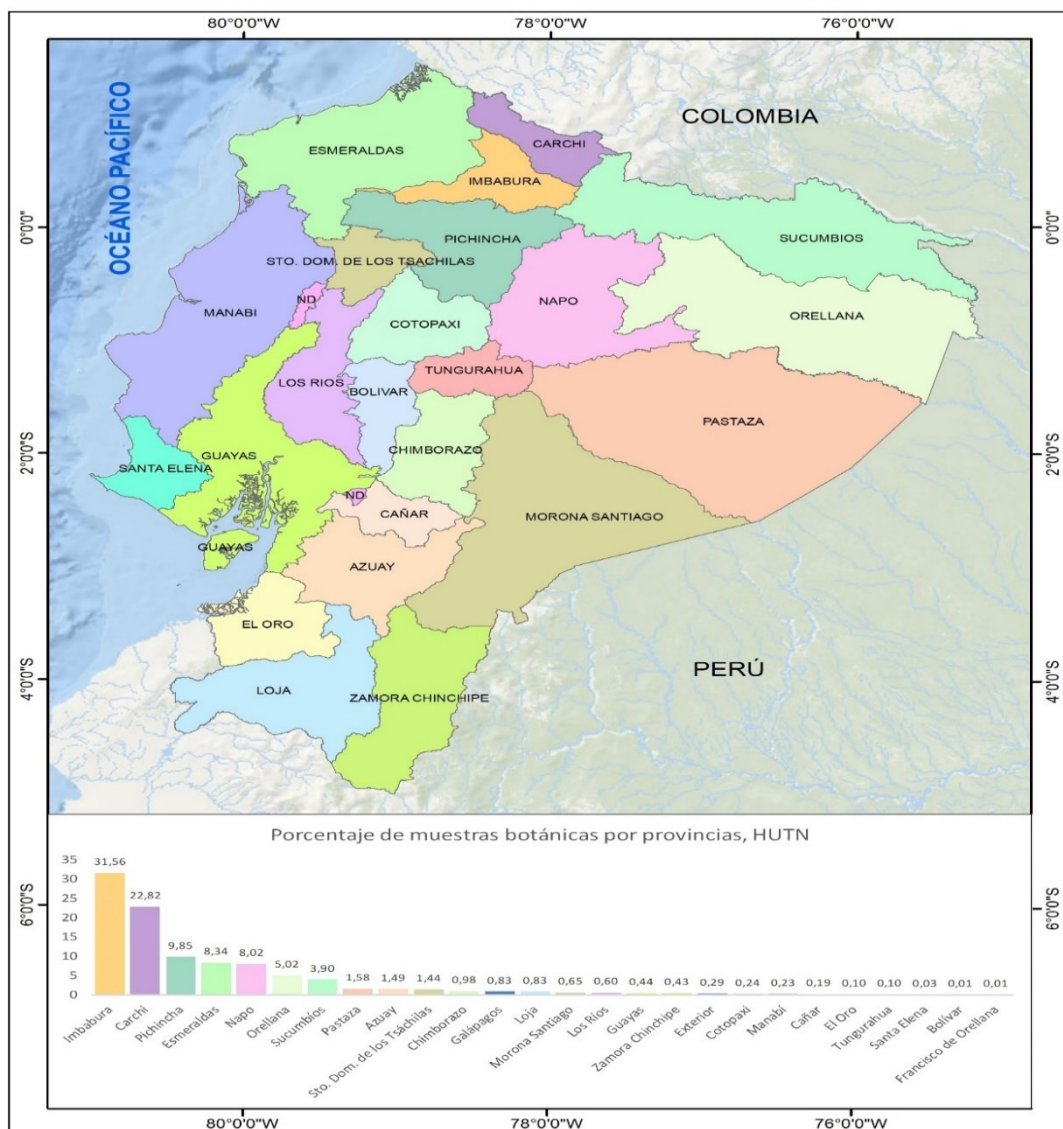 80°0'0"W
78°0'0"W
76°0'0"W
OCÉANO PACÍFICO
COLOMBIA
CARCHI
ESMERALDAS
IMBABURA
0°0'0"
0°0'0"
PICHINCHA
SUCUMBIOS
STO. DOM. DE LOS TSACHILAS
ND
NAPO
MANABI
COTOPAXI
ORELLANA
TUNGURAHUA
LOS RIOS
BOLIVAR
PASTAZA
CHIMBORAZO
GUAYAS
2°0'0"S
2°0'0"S
SANTA ELENA
ND
CAÑAR
MORONA SANTIAGO
GUAYAS
AZUAY
EL ORO
PERÚ
4°0'0"S
4°0'0"S
LOJA
ZAMORA CHINCHIPE
Porcentaje de muestras botánicas por provincias, HUTN
35
30
25
20
15
10
5
0
31,56
22,82
9,85
8,34
8,02
5,02
3,90
1,58
1,49
1,44
0,98
0,83
0,83
0,65
0,60
0,44
0,43
0,29
0,24
0,23
0,19
0,10
0,10
0,03
0,01
0,01
Imbabura
Carchi
Pichincha
Esmeraldas
Napo
Orellana
Sucumbíos
Pastaza
Azuay
Sto. Dom. de los Tsáchilas
Chimborazo
Galápagos
Loja
Morona Santiago
Los Ríos
Guayas
Zamora Chinchipe
Exterior
Cotopaxi
Manabí
Cañar
El Oro
Tungurahua
Santa Elena
Bolívar
Francisco de Orellana
6°0'0"S
6°0'0"S
80°0'0"W
78°0'0"W
76°0'0"W